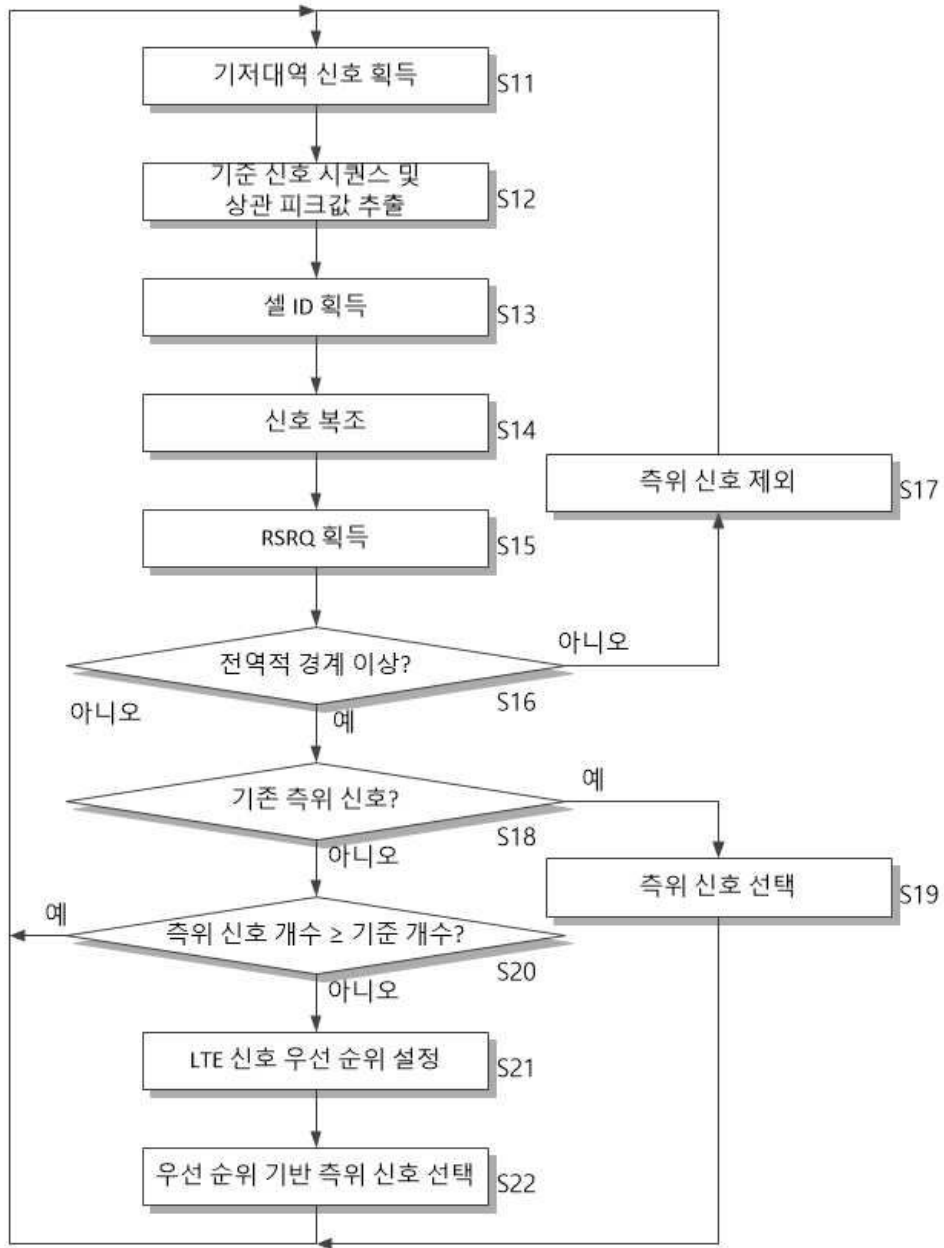 기저대역 신호 획득
S11
기준 신호 시퀀스 및
상관 피크값 추출
S12
셀 ID 획득
S13
신호 복조
S14
측위 신호 제외
S17
RSRQ 획득
S15
아니오
전역적 경계 이상?
S16
아니오
예
예
기존 측위 신호?
S18
아니오
측위 신호 선택
S19
예
측위 신호 개수 ≥ 기준 개수?
S20
아니오
LTE 신호 우선 순위 설정
S21
우선 순위 기반 측위 신호 선택
S22